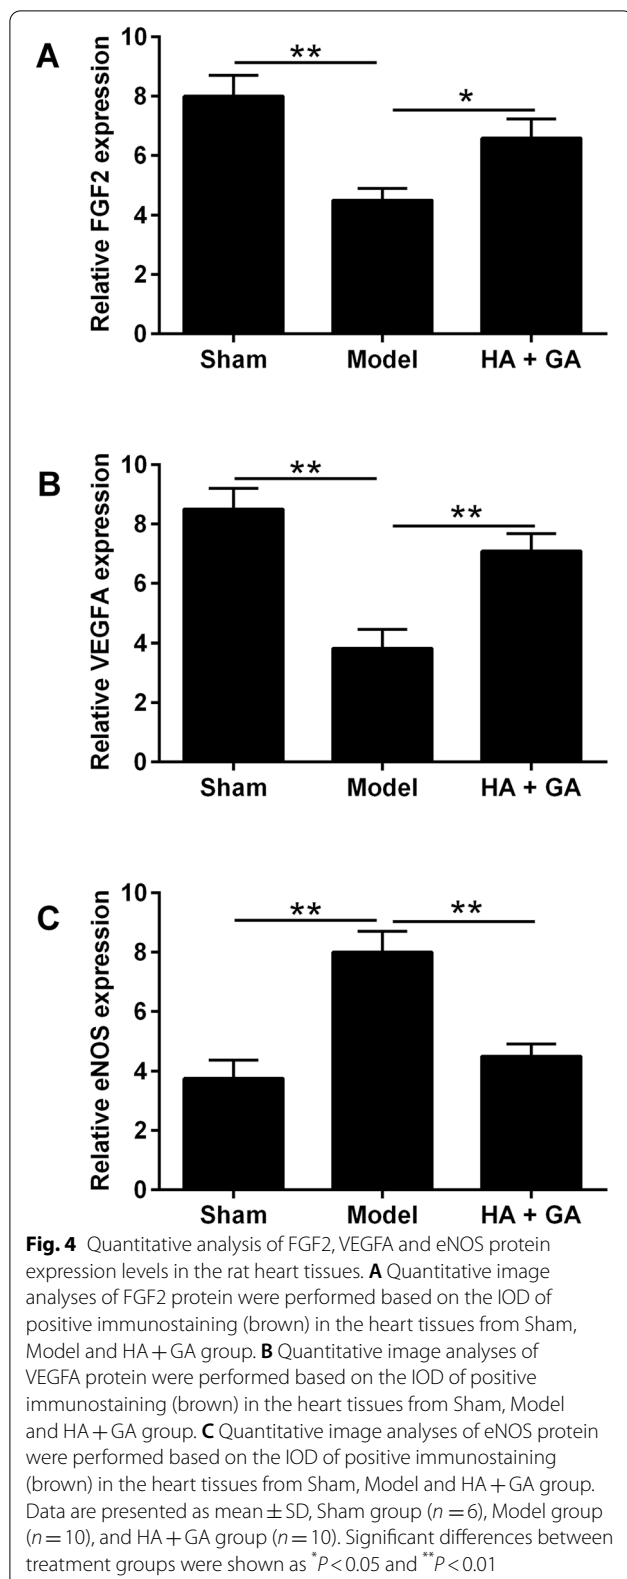 A
Relative FGF2 expression
10
8
6
4
2
0
**
*
Sham Model HA + GA
B
Relative VEGFA expression
10
8
6
4
2
0
**
**
Sham Model HA + GA
C
Relative eNOS expression
10
8
6
4
2
0
**
**
Sham Model HA + GA
Fig. 4 Quantitative analysis of FGF2, VEGFA and eNOS protein
expression levels in the rat heart tissues. A Quantitative image
analyses of FGF2 protein were performed based on the IOD of
positive immunostaining (brown) in the heart tissues from Sham,
Model and HA + GA group. B Quantitative image analyses of
VEGFA protein were performed based on the IOD of positive
immunostaining (brown) in the heart tissues from Sham, Model
and HA + GA group. C Quantitative image analyses of eNOS protein
were performed based on the IOD of positive immunostaining
(brown) in the heart tissues from Sham, Model and HA + GA group.
Data are presented as mean ± SD, Sham group (n = 6), Model group
(n = 10), and HA + GA group (n = 10). Significant differences between
treatment groups were shown as *P < 0.05 and **P < 0.01